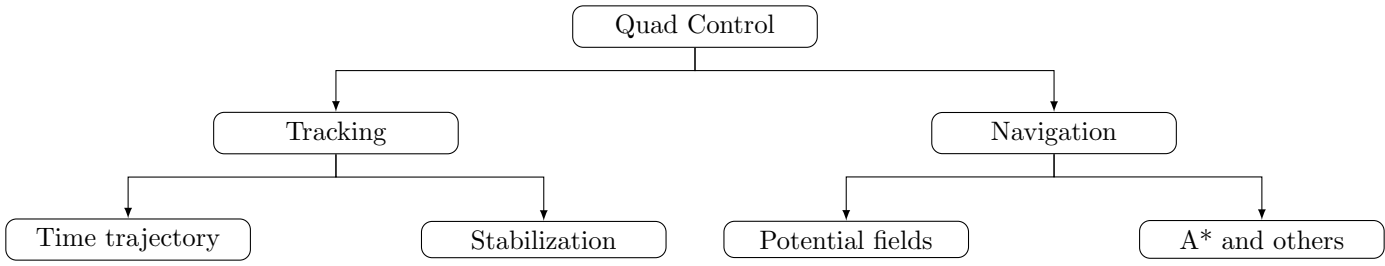 Quad Control
Tracking
Navigation
Time trajectory
Stabilization
Potential fields
A* and others